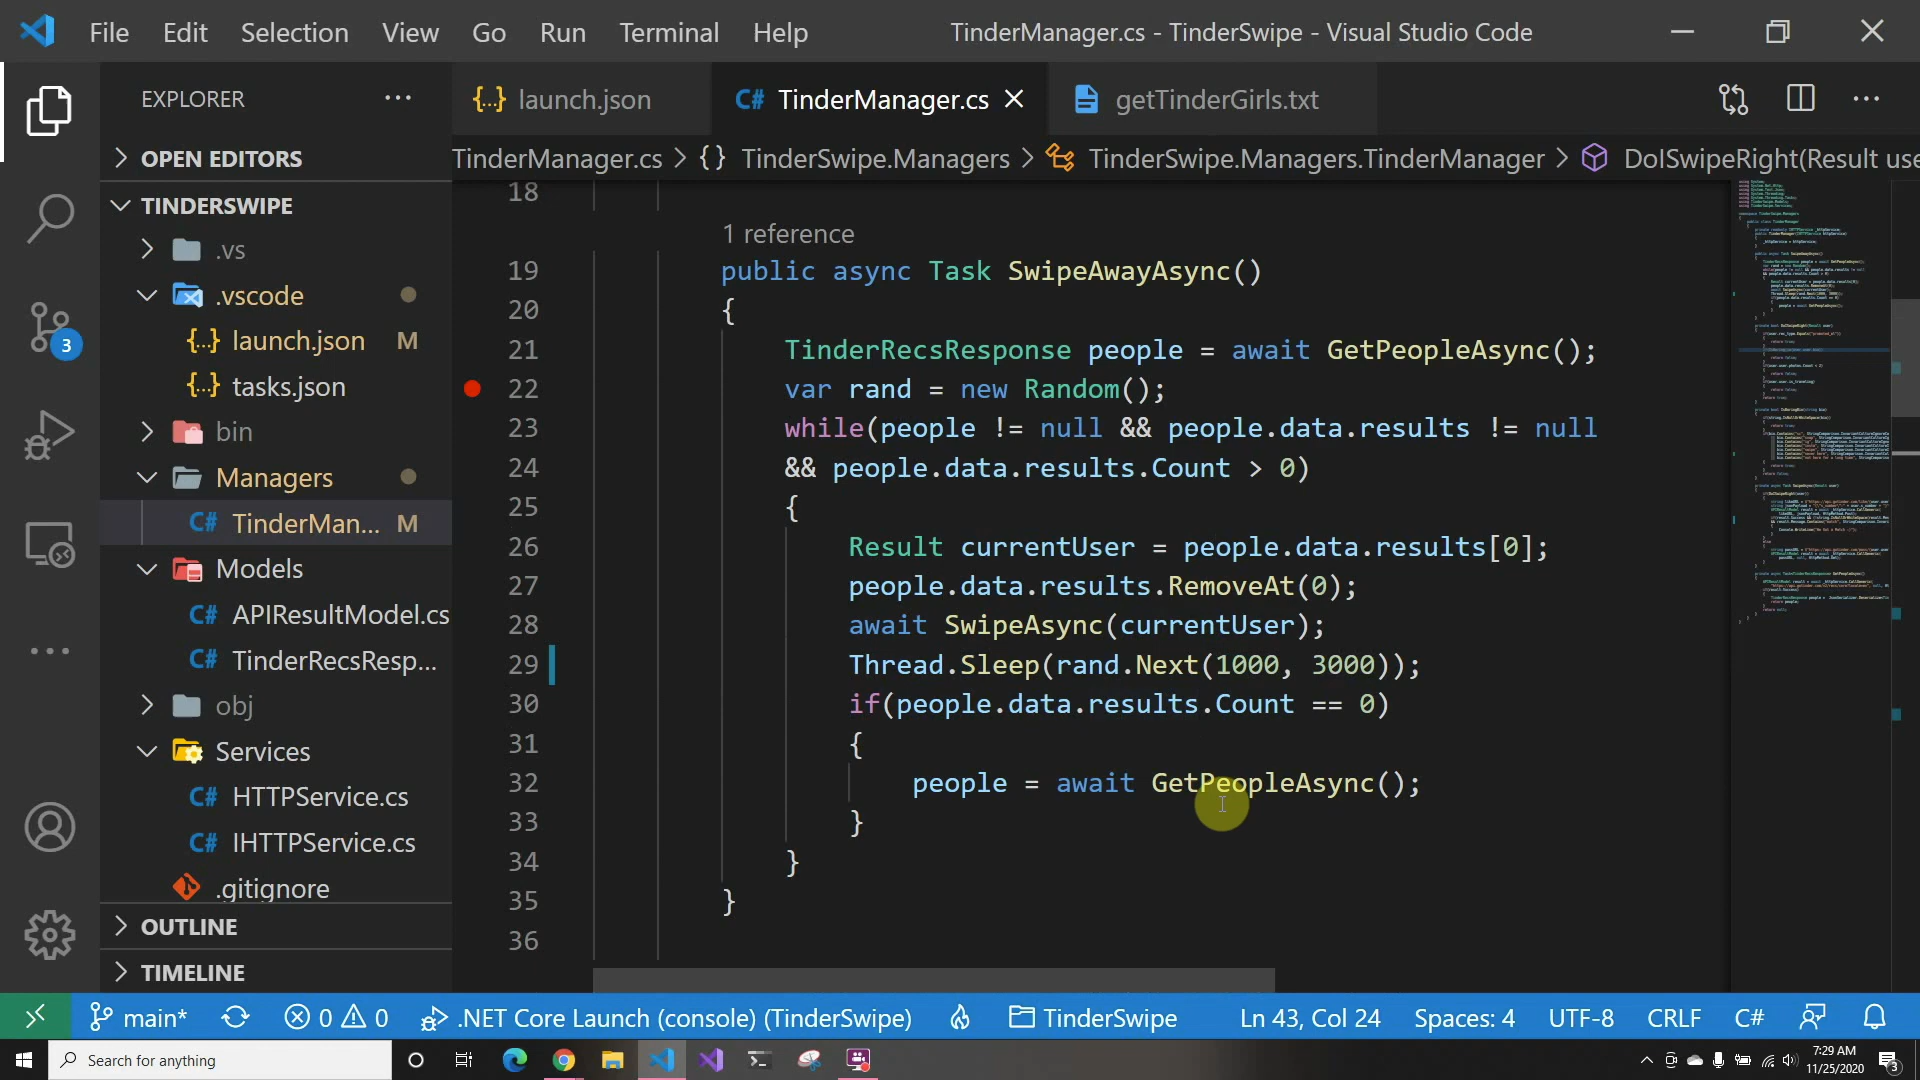 File Edit Selection View Go Run Terminal Help TinderManager.cs - TinderSwipe - Visual Studio Code
EXPLORER ... {..} launch.json C# TinderManager.cs getTinderGirls.txt ...
OPEN EDITORS
TinderManager.cs > {} TinderSwipe.Managers > TinderSwipe.Managers.TinderManager > DoISwipeRight(Result use
TINDERSWIPE
.vs
.vscode
{..} launch.json M
{..} tasks.json
bin
Managers
C# TinderMan... M
Models
C# APIResultModel.cs
C# TinderRecsResp...
obj
Services
C# HTTPService.cs
C# IHTTPService.cs
.gitignore
OUTLINE
TIMELINE
3
18
1 reference
19 public async Task SwipeAwayAsync()
20 {
21 TinderRecsResponse people = await GetPeopleAsync();
22 var rand = new Random();
23 while(people != null && people.data.results != null
24 && people.data.results.Count > 0)
25 {
26 Result currentUser = people.data.results[0];
27 people.data.results.RemoveAt(0);
28 await SwipeAsync(currentUser);
29 Thread.Sleep(rand.Next(1000, 3000));
30 if(people.data.results.Count == 0)
31 {
32 people = await GetPeopleAsync();
33 }
34 }
35 }
36
main* 0 0 .NET Core Launch (console) (TinderSwipe) TinderSwipe Ln 43, Col 24 Spaces: 4 UTF-8 CRLF C#
Search for anything
7:29 AM
11/25/2020
3